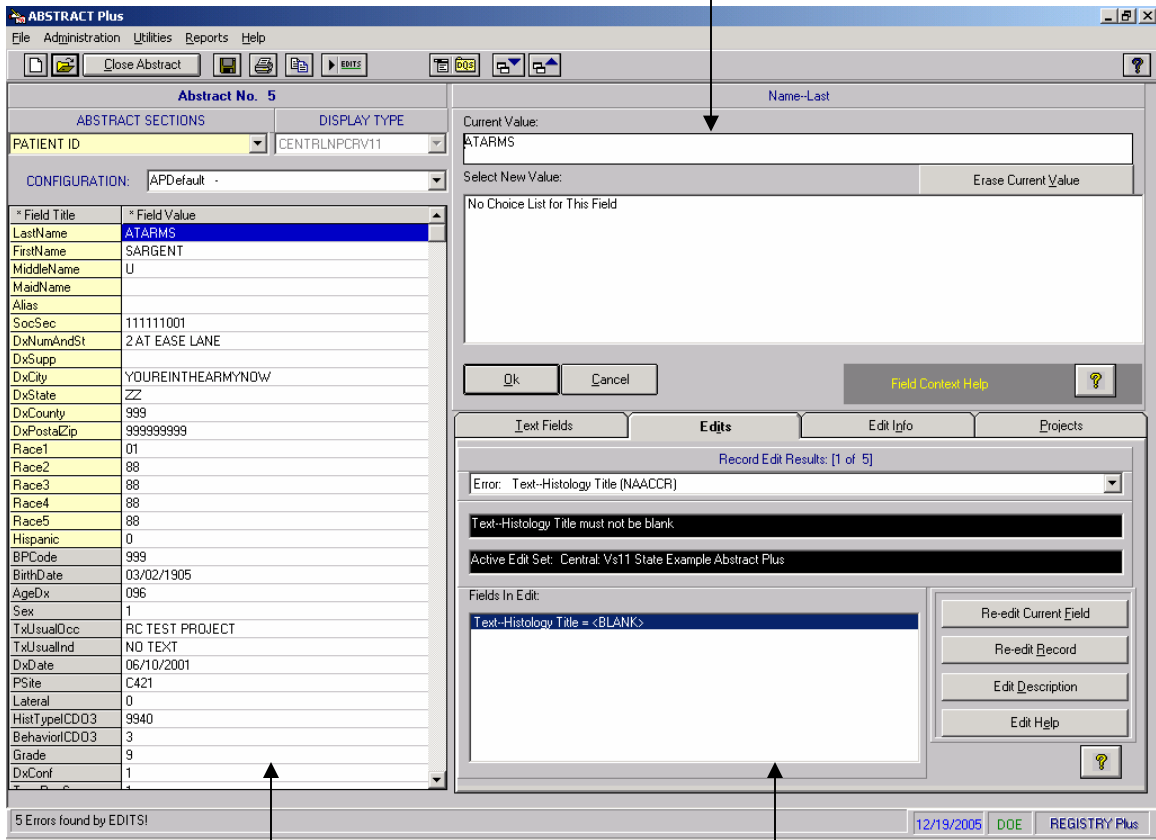 ABSTRACT Plus
File Administration Utilities Reports Help
Close Abstract EDITS DQS ?
Abstract No. 5
ABSTRACT SECTIONS DISPLAY TYPE
PATIENT ID CENTRLNPCRV11
CONFIGURATION: APDefault -
* Field Title * Field Value
LastName ATARMS
FirstName SARGENT
MiddleName U
MaidName
Alias
SocSec 111111001
DxNumAndSt 2 AT EASE LANE
DxSupp
DxCity YOUREINTHEARMYNOW
DxState ZZ
DxCounty 999
DxPostalZip 999999999
Race1 01
Race2 88
Race3 88
Race4 88
Race5 88
Hispanic 0
BPCode 999
BirthDate 03/02/1905
AgeDx 096
Sex 1
TxUsualOcc RC TEST PROJECT
TxUsualInd NO TEXT
DxDate 06/10/2001
PSite C421
Lateral 0
HistTypeICDO3 9940
BehaviorICDO3 3
Grade 9
DxConf 1
Name--Last
Current Value:
ATARMS
Select New Value: Erase Current Value
No Choice List for This Field
Ok Cancel Field Context Help ?
Text Fields Edits Edit Info Projects
Record Edit Results: [1 of 5]
Error: Text--Histology Title (NAACCR)
Text--Histology Title must not be blank
Active Edit Set: Central: Vs11 State Example Abstract Plus
Fields In Edit:
Text--Histology Title = <BLANK>
Re-edit Current Field
Re-edit Record
Edit Description
Edit Help
?
5 Errors found by EDITS! 12/19/2005 DOE REGISTRY Plus